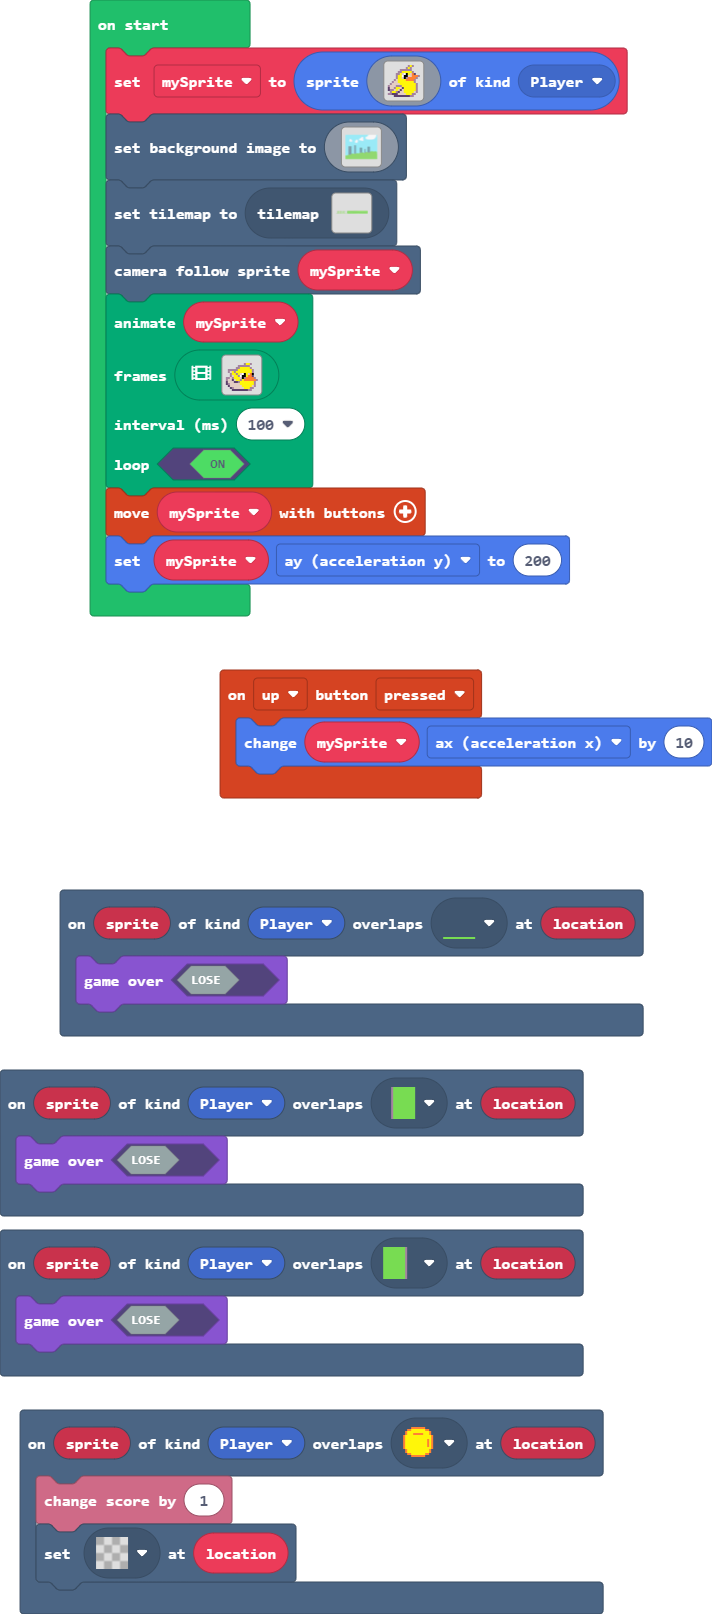 on start
set mySprite to sprite of kind Player
set background image to
set tilemap to tilemap
camera follow sprite mySprite
animate mySprite
frames
interval (ms) 100
loop ON
move mySprite with buttons
set mySprite ay (acceleration y) to 200
on up button pressed
change mySprite ax (acceleration x) by 10
on sprite of kind Player overlaps at location
game over LOSE
on sprite of kind Player overlaps at location
game over LOSE
on sprite of kind Player overlaps at location
game over LOSE
on sprite of kind Player overlaps at location
change score by 1
set at location